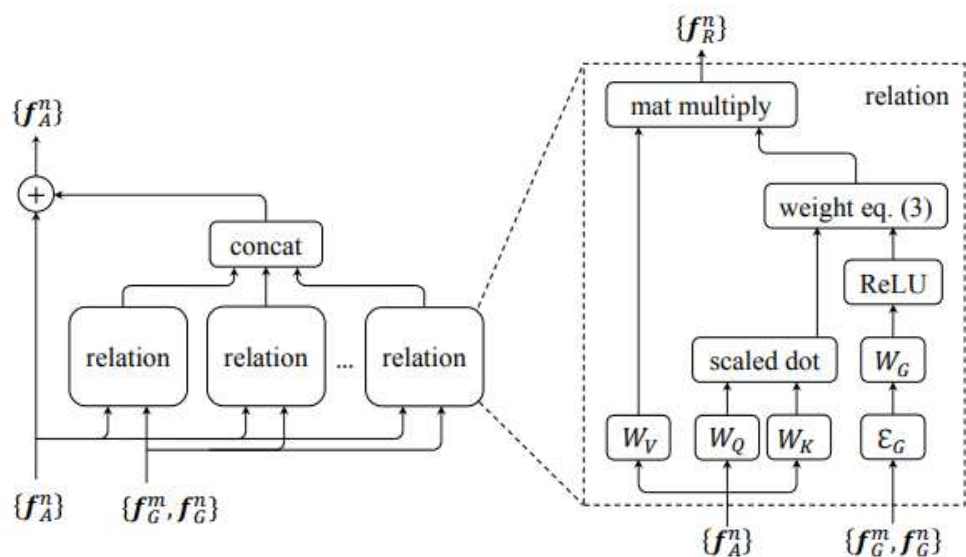 {f_A^n}
+
concat
relation
relation
...
relation
{f_A^n}
{f_G^m, f_G^n}
{f_R^n}
relation
mat multiply
weight eq. (3)
ReLU
scaled dot
W_G
W_V
W_Q
W_K
Ɛ_G
{f_A^n}
{f_G^m, f_G^n}